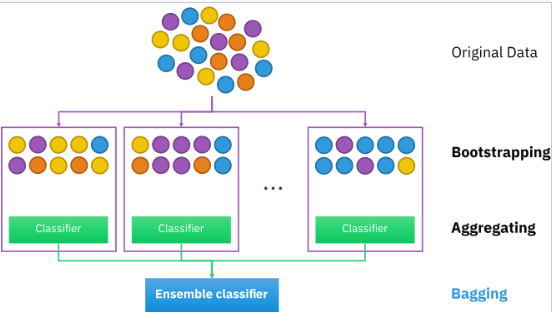 Original Data
Bootstrapping
...
Classifier Classifier Classifier Aggregating
Ensemble classifier Bagging